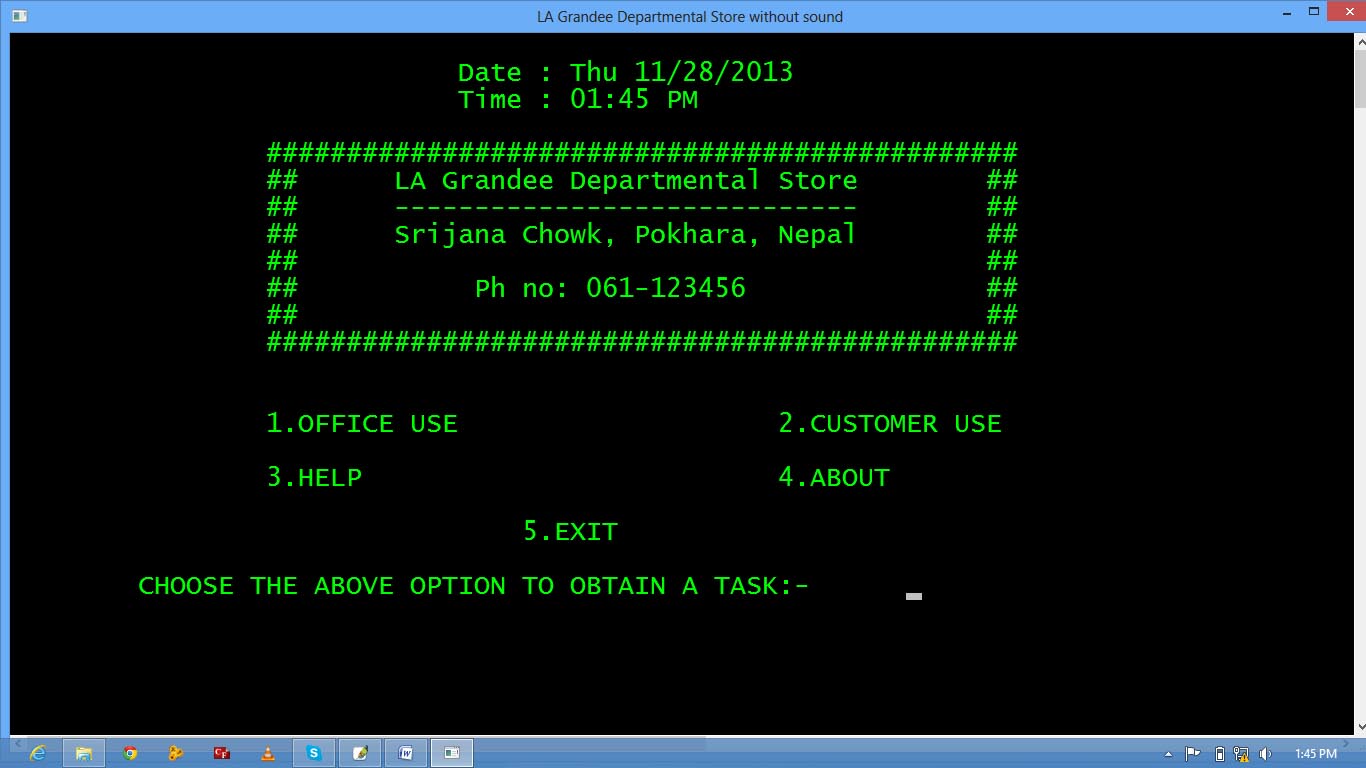 LA Grandee Departmental Store without sound
Date : Thu 11/28/2013
Time : 01:45 PM
###############################################
## LA Grandee Departmental Store ##
## ----------------------------- ##
## Srijana Chowk, Pokhara, Nepal ##
## ##
## Ph no: 061-123456 ##
## ##
###############################################
1.OFFICE USE 2.CUSTOMER USE
3.HELP 4.ABOUT
5.EXIT
CHOOSE THE ABOVE OPTION TO OBTAIN A TASK:-
1:45 PM